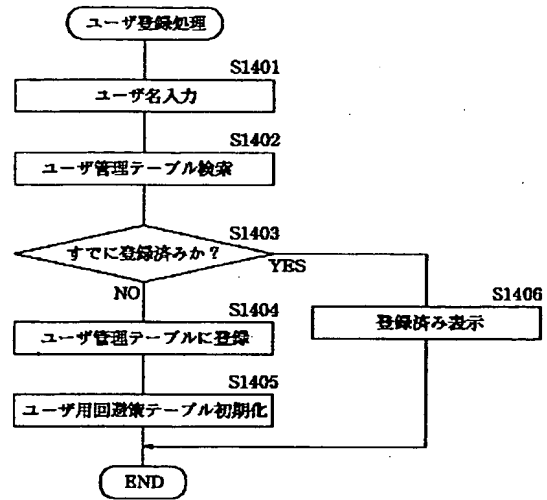 ユーザ登録処理
S1401
ユーザ名入力
S1402
ユーザ管理テーブル検索
S1403
すでに登録済みか?
YES
NO
S1404
ユーザ管理テーブルに登録
S1406
登録済み表示
S1405
ユーザ用回避策テーブル初期化
END